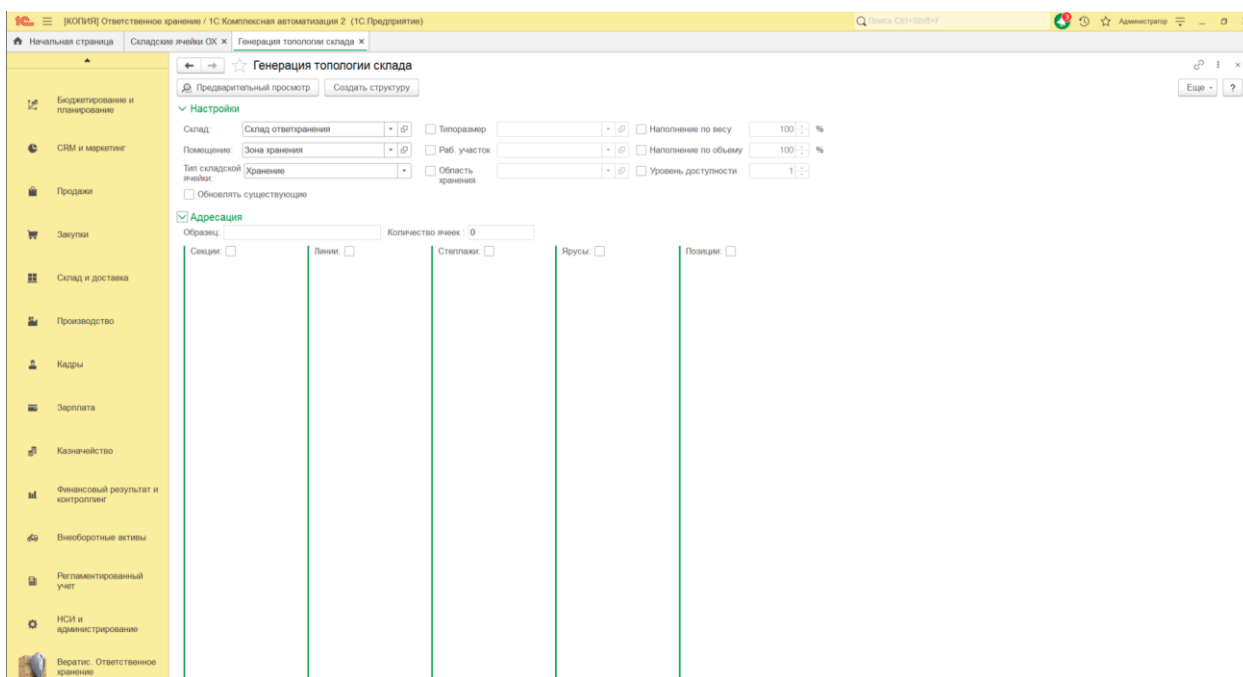 1С [КОПИЯ] Ответственное хранение / 1С:Комплексная автоматизация 2 (1С:Предприятие) Поиск Ctrl+Shift+F 3 Администратор
Начальная страница Складские ячейки ОХ × Генерация топологии склада ×
Генерация топологии склада
Предварительный просмотр Создать структуру Еще ?
Настройки
Склад: Склад ответхранения Типоразмер Наполнение по весу 100 %
Помещение: Зона хранения Раб. участок Наполнение по объему 100 %
Тип складской
ячейки: Хранение Область
хранения Уровень доступности 1
Обновлять существующие
Адресация
Образец: Количество ячеек : 0
Секции: Линии: Стеллажи: Ярусы: Позиции:
Бюджетирование и
планирование
CRM и маркетинг
Продажи
Закупки
Склад и доставка
Производство
Кадры
Зарплата
Казначейство
Финансовый результат и
контроллинг
Внеоборотные активы
Регламентированный
учет
НСИ и
администрирование
Вератис. Ответственное
хранение